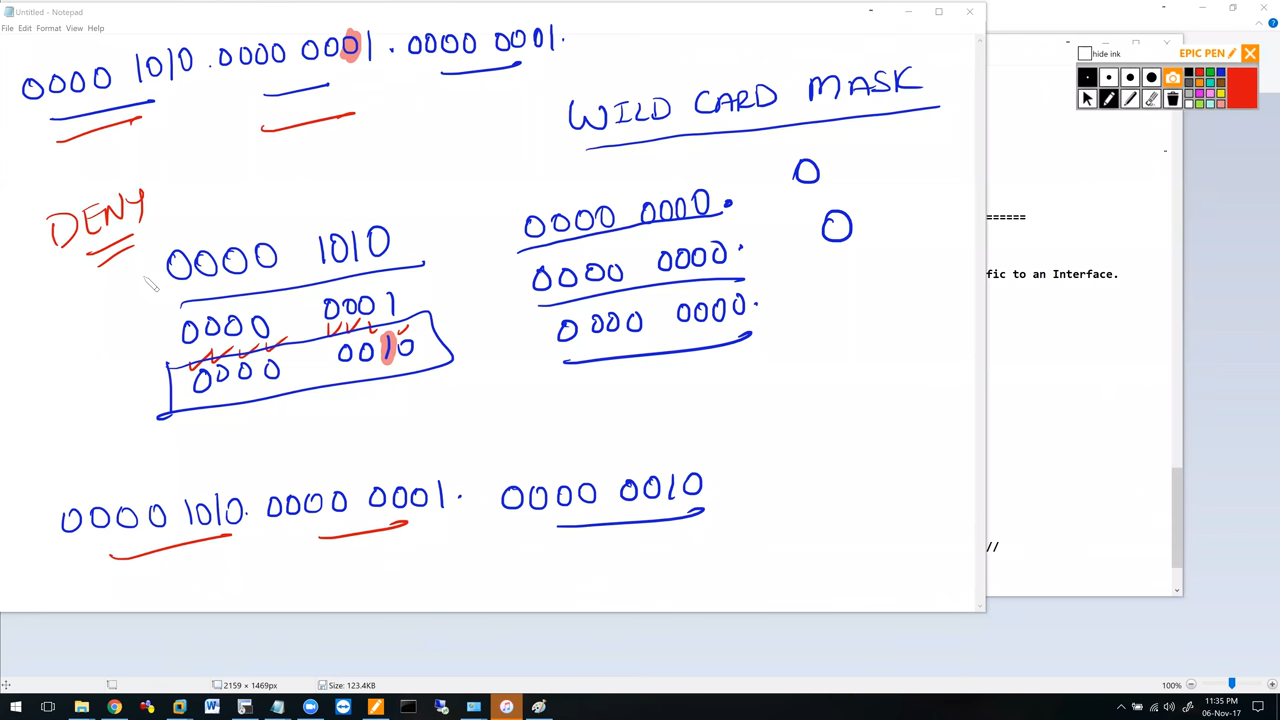 Untitled - Notepad
File Edit Format View Help
hide ink
EPIC PEN
0000 1010.0000 0001.0000 0001.
WILD CARD MASK
0
DENY
0000 0000.
======
0
0000 1010
0000 0000.
fic to an Interface.
0000 0001
0000 0000.
0000 0010
0000 1010.0000 0001. 0000 0010
//
2159 × 1469px
Size: 123.4KB
100%
11:35 PM
06-Nov-17